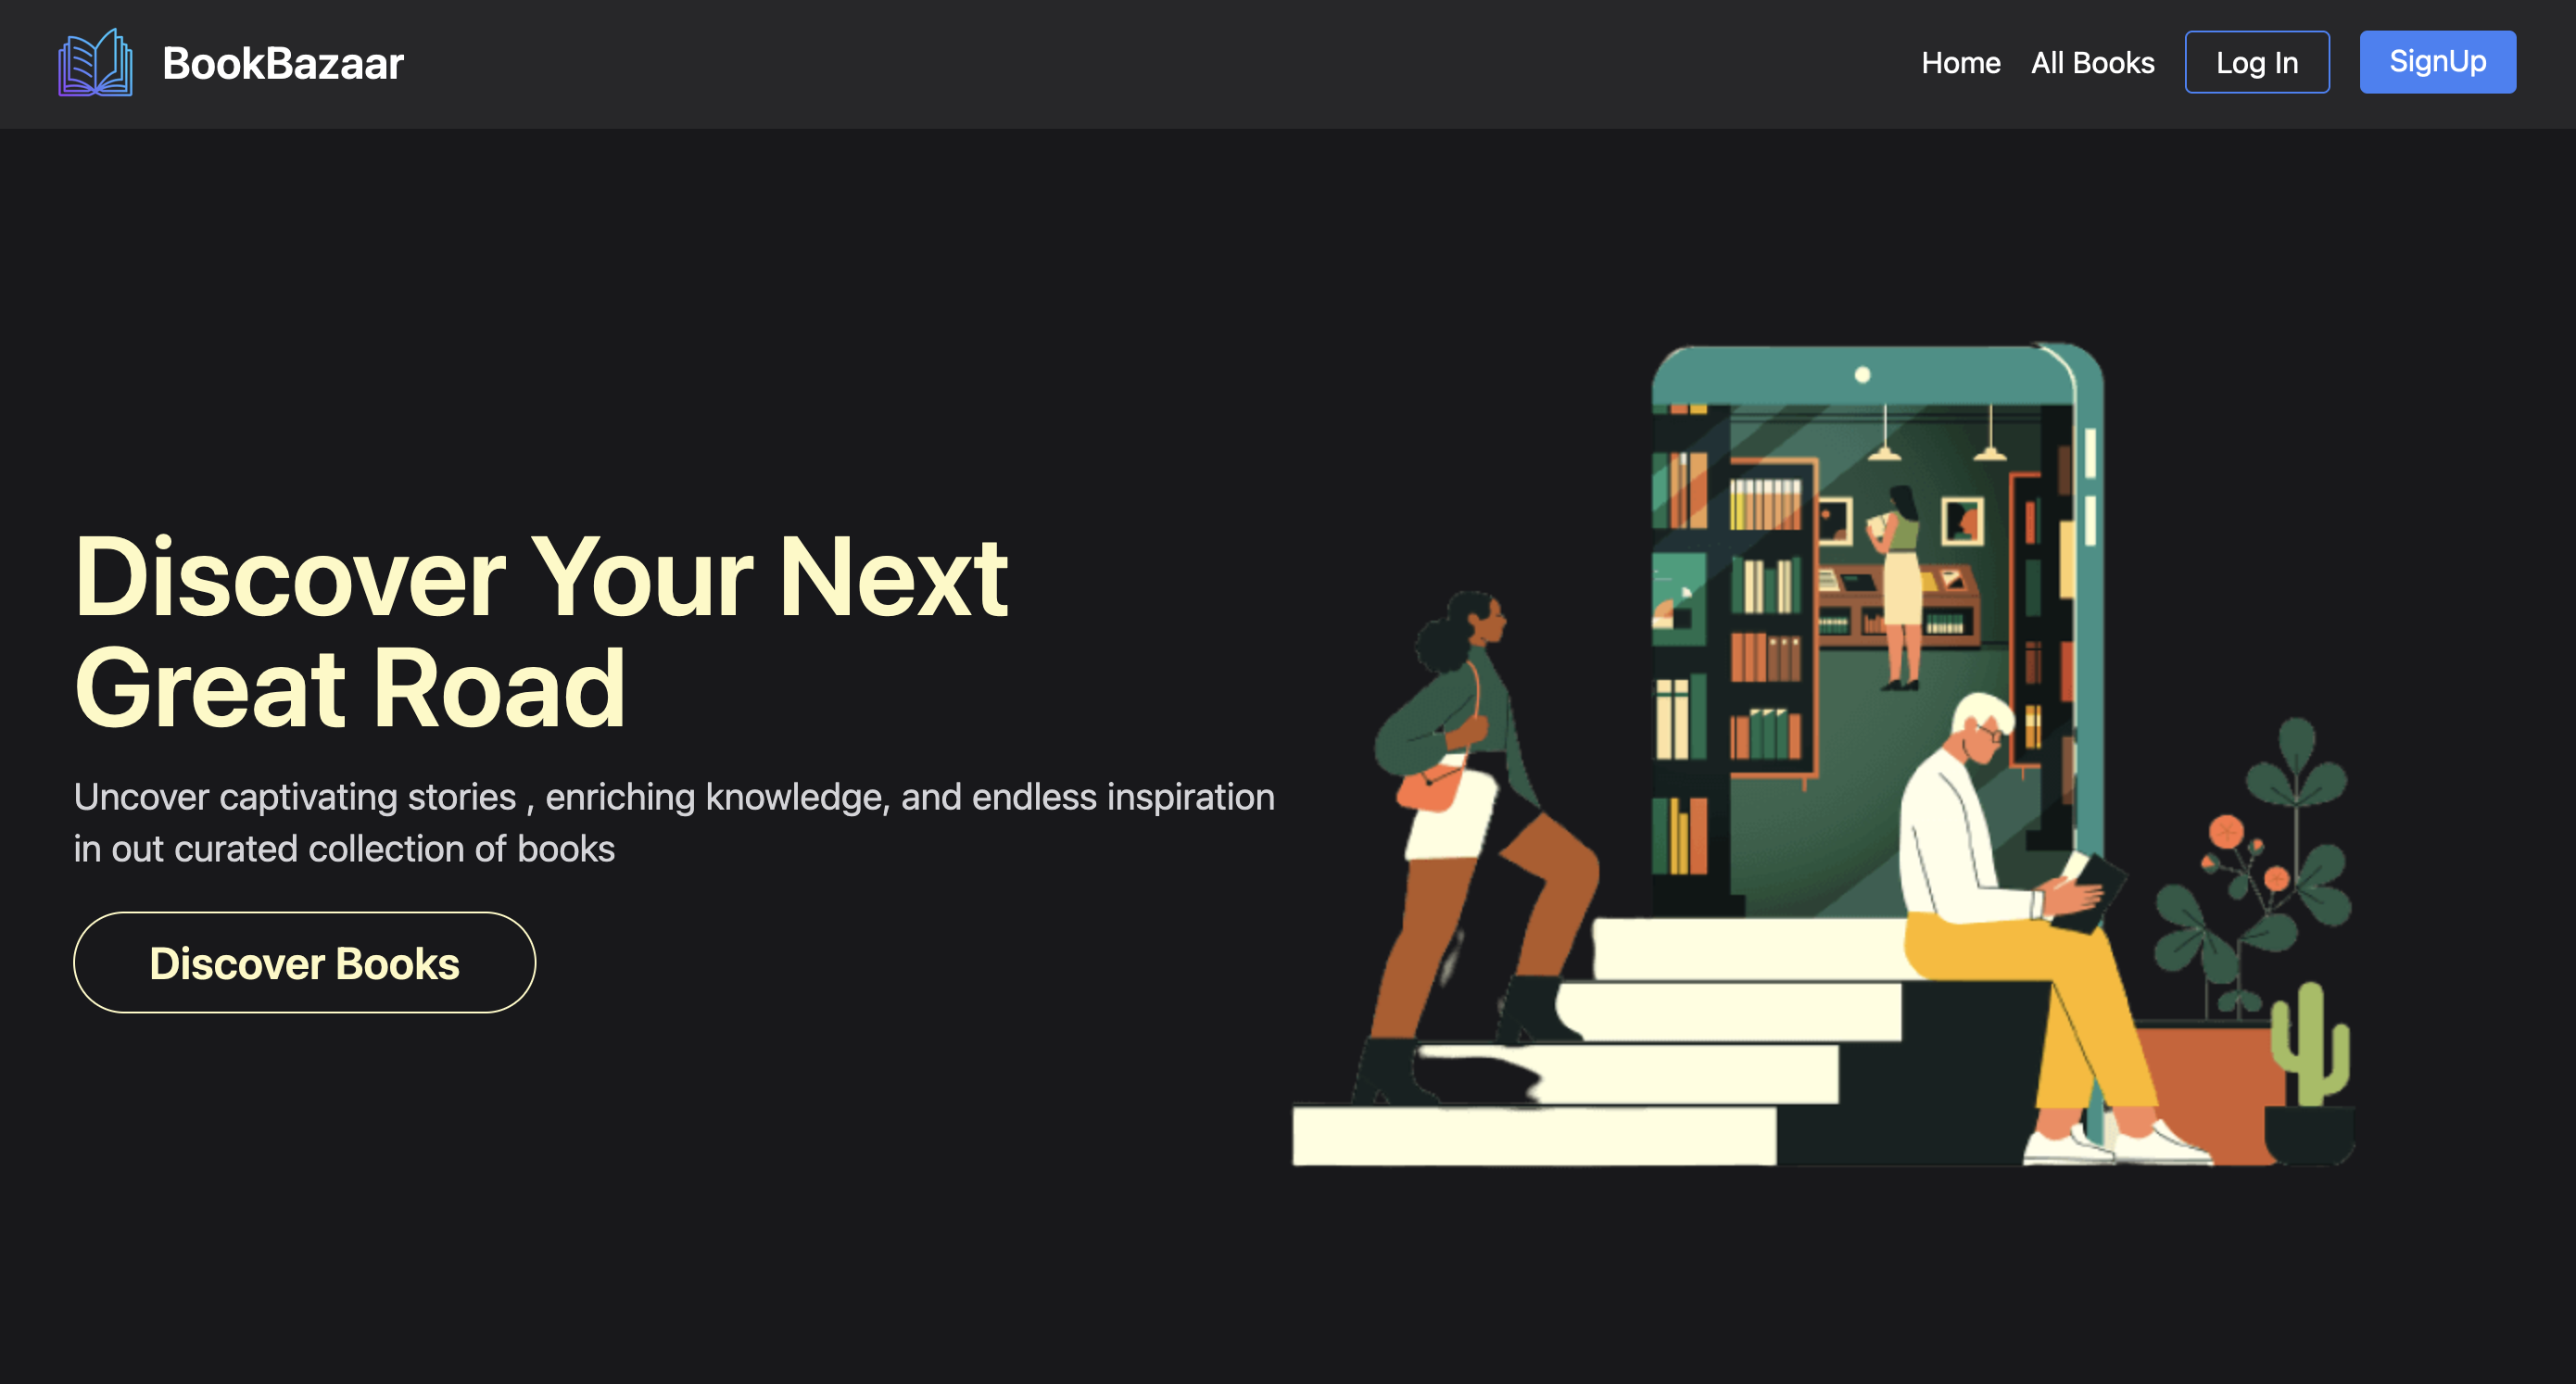 BookBazaar
Home
All Books
Log In
SignUp
Discover Your Next
Great Road
Uncover captivating stories , enriching knowledge, and endless inspiration
in out curated collection of books
Discover Books